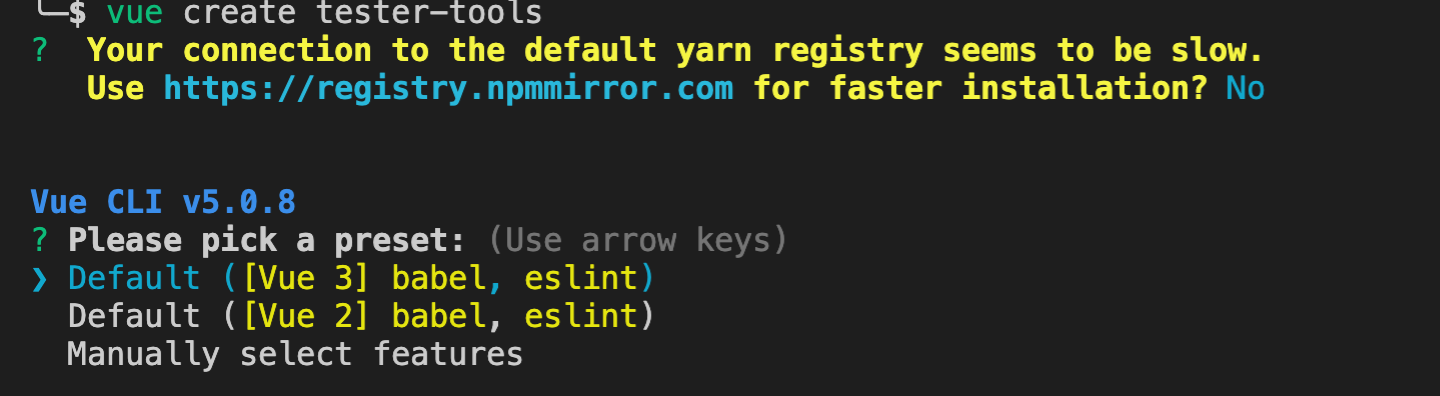 ╰─$ vue create tester-tools
?  Your connection to the default yarn registry seems to be slow.
   Use https://registry.npmmirror.com for faster installation? No
Vue CLI v5.0.8
? Please pick a preset: (Use arrow keys)
❯ Default ([Vue 3] babel, eslint)
  Default ([Vue 2] babel, eslint)
  Manually select features